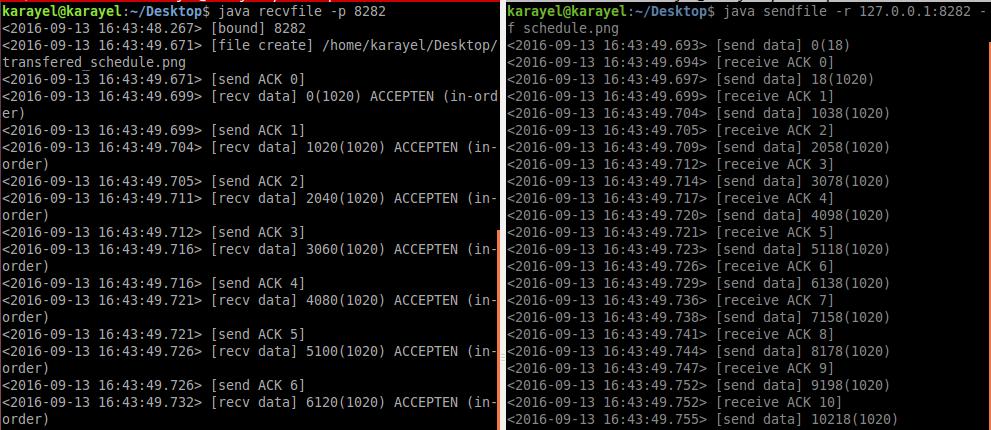 karayel@karayel:~/Desktop$ java recvfile -p 8282
<2016-09-13 16:43:48.267> [bound] 8282
<2016-09-13 16:43:49.671> [file create] /home/karayel/Desktop/
transfered_schedule.png
<2016-09-13 16:43:49.671> [send ACK 0]
<2016-09-13 16:43:49.699> [recv data] 0(1020) ACCEPTEN (in-ord
er)
<2016-09-13 16:43:49.699> [send ACK 1]
<2016-09-13 16:43:49.704> [recv data] 1020(1020) ACCEPTEN (in-
order)
<2016-09-13 16:43:49.705> [send ACK 2]
<2016-09-13 16:43:49.711> [recv data] 2040(1020) ACCEPTEN (in-
order)
<2016-09-13 16:43:49.712> [send ACK 3]
<2016-09-13 16:43:49.716> [recv data] 3060(1020) ACCEPTEN (in-
order)
<2016-09-13 16:43:49.716> [send ACK 4]
<2016-09-13 16:43:49.721> [recv data] 4080(1020) ACCEPTEN (in-
order)
<2016-09-13 16:43:49.721> [send ACK 5]
<2016-09-13 16:43:49.726> [recv data] 5100(1020) ACCEPTEN (in-
order)
<2016-09-13 16:43:49.726> [send ACK 6]
<2016-09-13 16:43:49.732> [recv data] 6120(1020) ACCEPTEN (in-
order)
karayel@karayel:~/Desktop$ java sendfile -r 127.0.0.1:8282 -
f schedule.png
<2016-09-13 16:43:49.693> [send data] 0(18)
<2016-09-13 16:43:49.694> [receive ACK 0]
<2016-09-13 16:43:49.697> [send data] 18(1020)
<2016-09-13 16:43:49.699> [receive ACK 1]
<2016-09-13 16:43:49.704> [send data] 1038(1020)
<2016-09-13 16:43:49.705> [receive ACK 2]
<2016-09-13 16:43:49.709> [send data] 2058(1020)
<2016-09-13 16:43:49.712> [receive ACK 3]
<2016-09-13 16:43:49.714> [send data] 3078(1020)
<2016-09-13 16:43:49.717> [receive ACK 4]
<2016-09-13 16:43:49.720> [send data] 4098(1020)
<2016-09-13 16:43:49.721> [receive ACK 5]
<2016-09-13 16:43:49.723> [send data] 5118(1020)
<2016-09-13 16:43:49.726> [receive ACK 6]
<2016-09-13 16:43:49.729> [send data] 6138(1020)
<2016-09-13 16:43:49.736> [receive ACK 7]
<2016-09-13 16:43:49.738> [send data] 7158(1020)
<2016-09-13 16:43:49.741> [receive ACK 8]
<2016-09-13 16:43:49.744> [send data] 8178(1020)
<2016-09-13 16:43:49.747> [receive ACK 9]
<2016-09-13 16:43:49.752> [send data] 9198(1020)
<2016-09-13 16:43:49.752> [receive ACK 10]
<2016-09-13 16:43:49.755> [send data] 10218(1020)